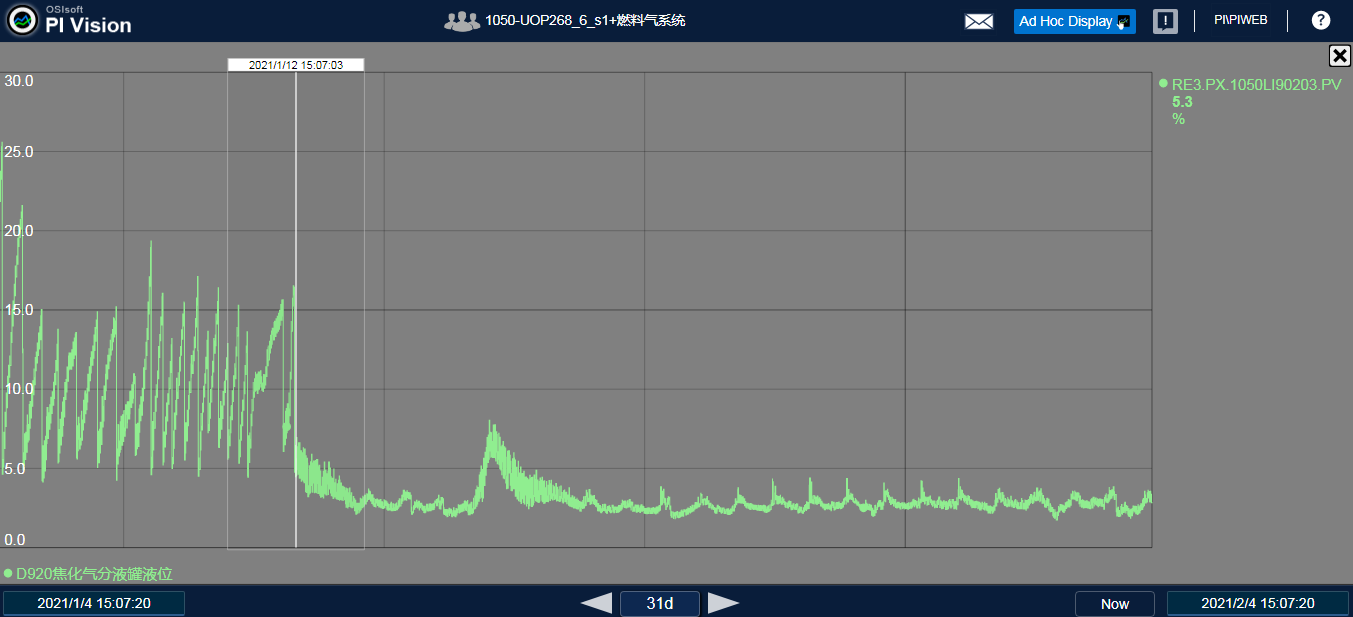 OSIsoft
PI Vision
1050-UOP268_6_s1+燃料气系统
Ad Hoc Display
!
PI\PIWEB
?
2021/1/12 15:07:03
30.0
25.0
20.0
15.0
10.0
5.0
0.0
RE3.PX.1050LI90203.PV
5.3
%
D920焦化气分液罐液位
2021/1/4 15:07:20
31d
Now
2021/2/4 15:07:20